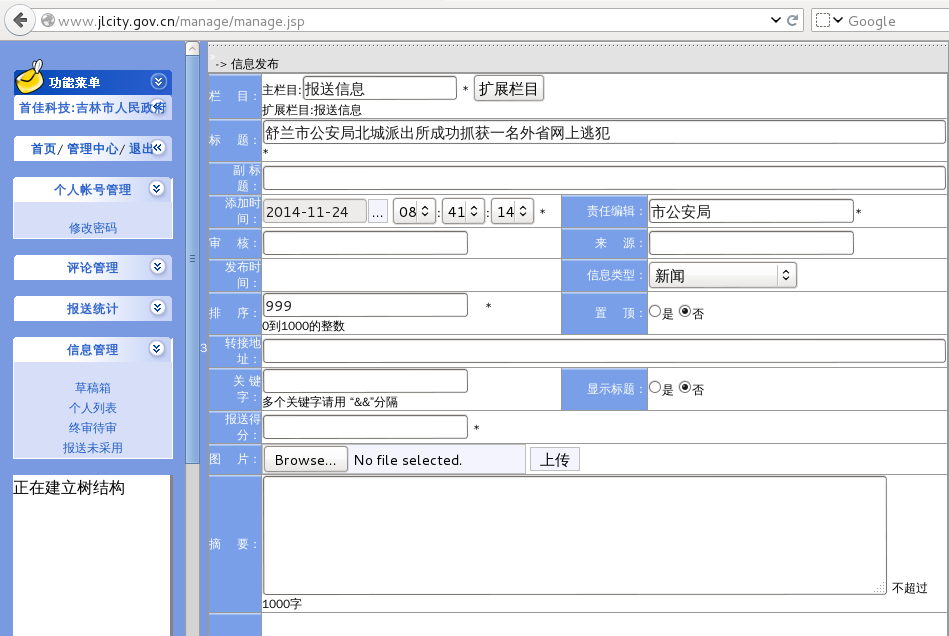 www.jlcity.gov.cn/manage/manage.jsp
Google
功能菜单
首佳科技:吉林市人民政府
首页/ 管理中心/ 退出
个人帐号管理
修改密码
评论管理
报送统计
信息管理
草稿箱
个人列表
终审待审
报送未采用
正在建立树结构
3
-> 信息发布
栏 目： 主栏目: 报送信息 * 扩展栏目
扩展栏目:报送信息
标 题： 舒兰市公安局北城派出所成功抓获一名外省网上逃犯
*
副 标
题：
添加时
间： 2014-11-24 ... 08 : 41 : 14 * 责任编辑： 市公安局 *
审 核： 来 源：
发布时
间： 信息类型： 新闻
排 序： 999 * 置 顶： 是 否
0到1000的整数
转接地
址：
关 键
字： 显示标题： 是 否
多个关键字请用 “&&”分隔
报送得
分： *
图 片： Browse... No file selected. 上传
摘 要： 不超过
1000字